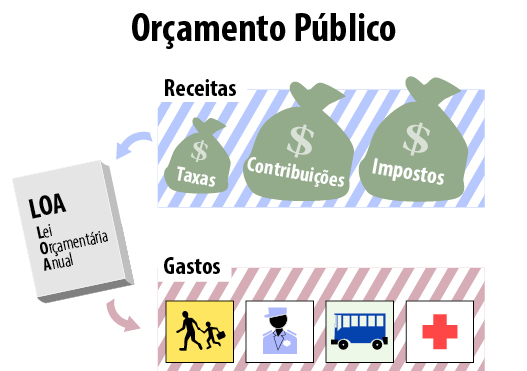 Orçamento Público
Receitas
$
$
$
Taxas
Contribuições
Impostos
LOA
Lei
Orçamentária
Anual
Gastos